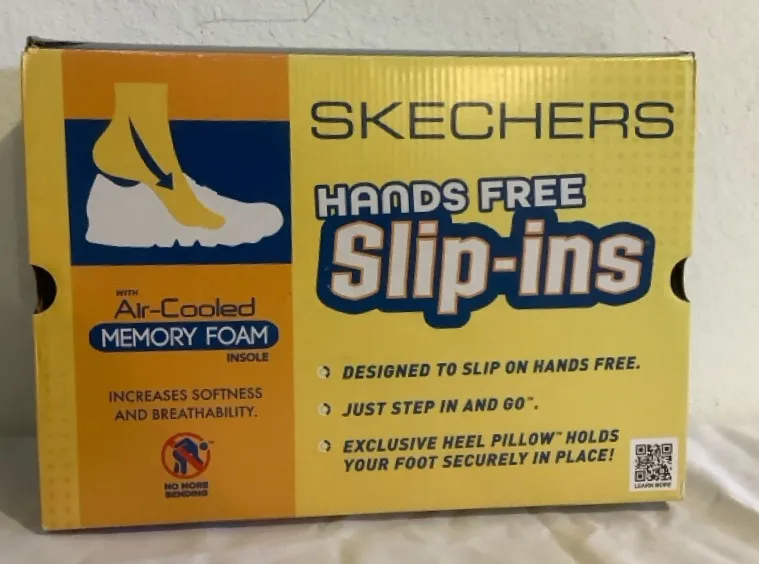 SKECHERS
HANDS FREE
Slip-ins
WITH
Air-Cooled
MEMORY FOAM
INSOLE
INCREASES SOFTNESS
AND BREATHABILITY.
NO MORE
BENDING
DESIGNED TO SLIP ON HANDS FREE.
JUST STEP IN AND GO™.
EXCLUSIVE HEEL PILLOW™ HOLDS
YOUR FOOT SECURELY IN PLACE!
LEARN MORE